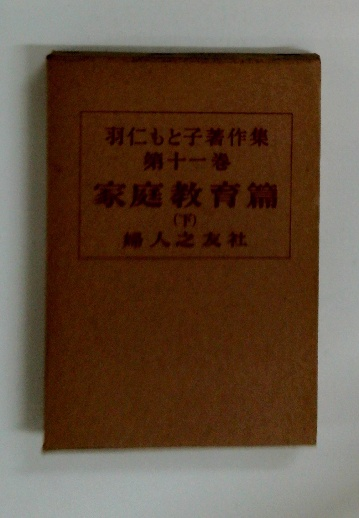 羽仁もと子著作集
第十一巻
家庭教育篇
(下)
婦人之友社